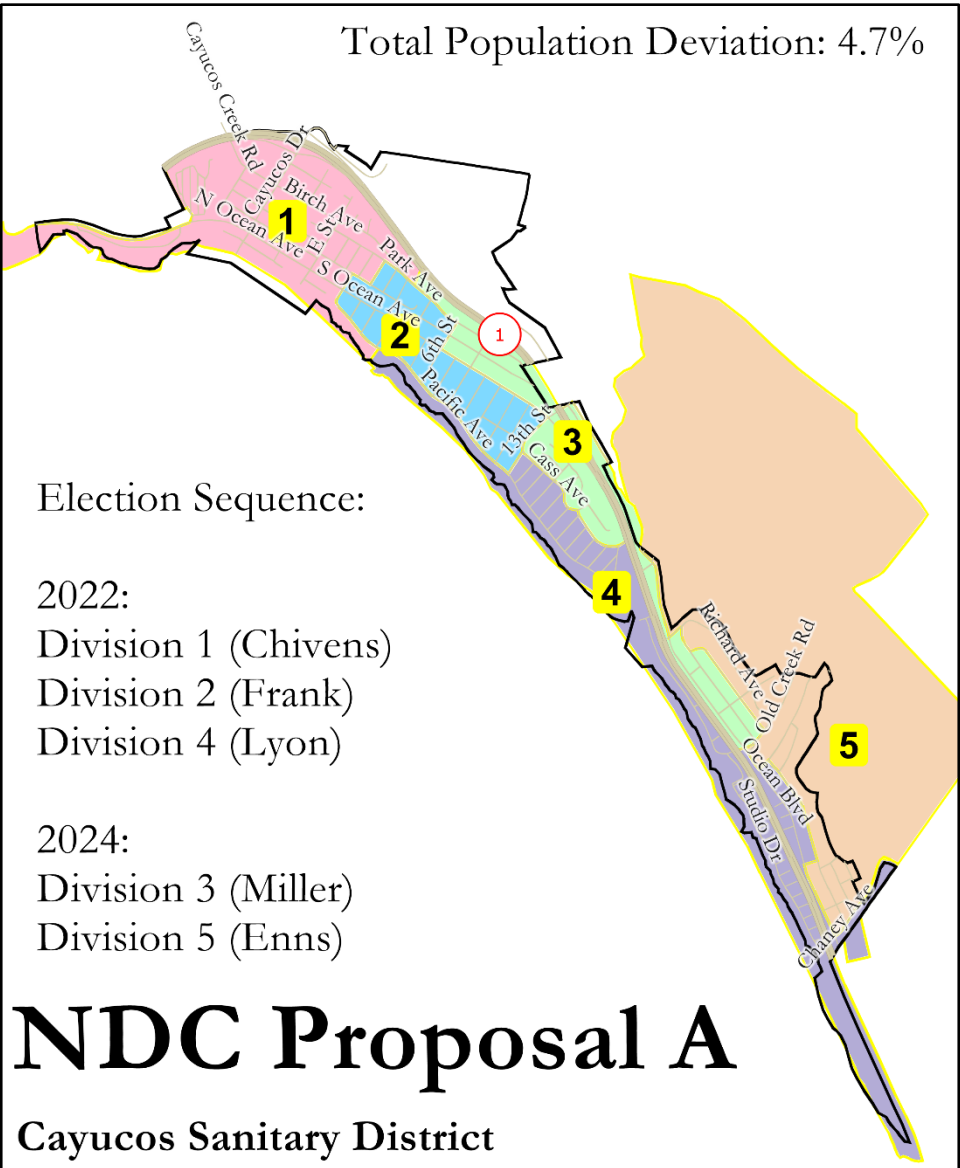 Total Population Deviation: 4.7%
Cayucos Creek Rd
Cayucos Dr
Birch Ave
N Ocean Ave
1
E St
Park Ave
S Ocean Ave
2
6th St
1
Pacific Ave
13th St
3
Cass Ave
Election Sequence:
4
2022:
Division 1 (Chivens)
Division 2 (Frank)
Division 4 (Lyon)
Richard Ave
Old Creek Rd
5
Ocean Blvd
Studio Dr
2024:
Division 3 (Miller)
Division 5 (Enns)
Chaney Ave
NDC Proposal A
Cayucos Sanitary District